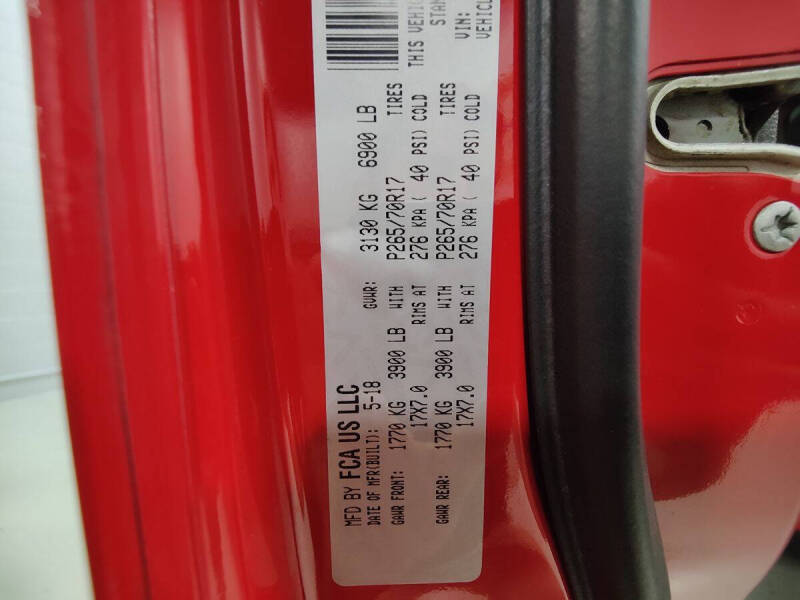 MFD BY FCA US LLC
DATE OF MFR(BUILT): 5-18 GVWR: 3130 KG 6900 LB
GAWR FRONT: 1770 KG 3900 LB WITH P265/70R17 TIRES
17X7.0 RIMS AT 276 KPA ( 40 PSI) COLD
GAWR REAR: 1770 KG 3900 LB WITH P265/70R17 TIRES
17X7.0 RIMS AT 276 KPA ( 40 PSI) COLD
THIS
VIN: